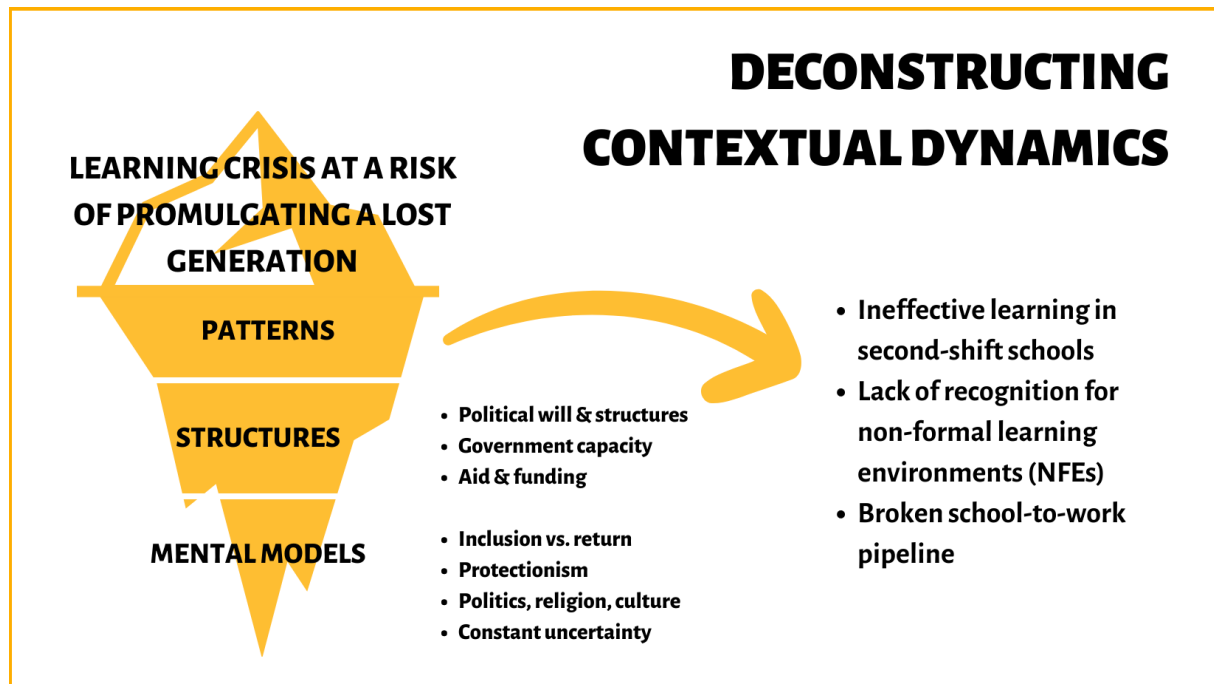 DECONSTRUCTING
CONTEXTUAL DYNAMICS
LEARNING CRISIS AT A RISK
OF PROMULGATING A LOST
GENERATION
PATTERNS
STRUCTURES
MENTAL MODELS
• Political will & structures
• Government capacity
• Aid & funding
• Inclusion vs. return
• Protectionism
• Politics, religion, culture
• Constant uncertainty
• Ineffective learning in
second-shift schools
• Lack of recognition for
non-formal learning
environments (NFEs)
• Broken school-to-work
pipeline